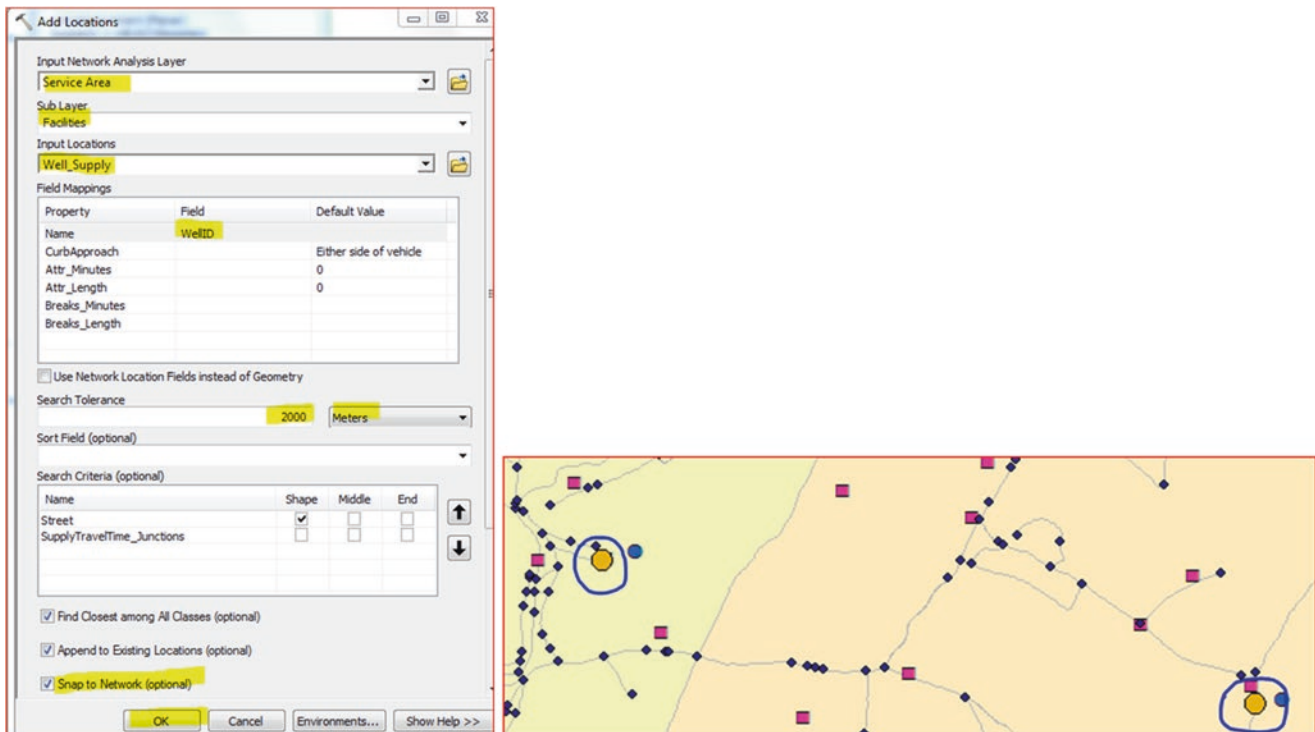 Add Locations
Input Network Analysis Layer
Service Area
Sub Layer
Facilities
Input Locations
Well_Supply
Field Mappings
Property Field Default Value
Name WellID
CurbApproach Either side of vehicle
Attr_Minutes 0
Attr_Length 0
Breaks_Minutes
Breaks_Length
Use Network Location Fields instead of Geometry
Search Tolerance
2000 Meters
Sort Field (optional)
Search Criteria (optional)
Name Shape Middle End
Street
SupplyTravelTime_Junctions
Find Closest among All Classes (optional)
Append to Existing Locations (optional)
Snap to Network (optional)
OK Cancel Environments... Show Help >>